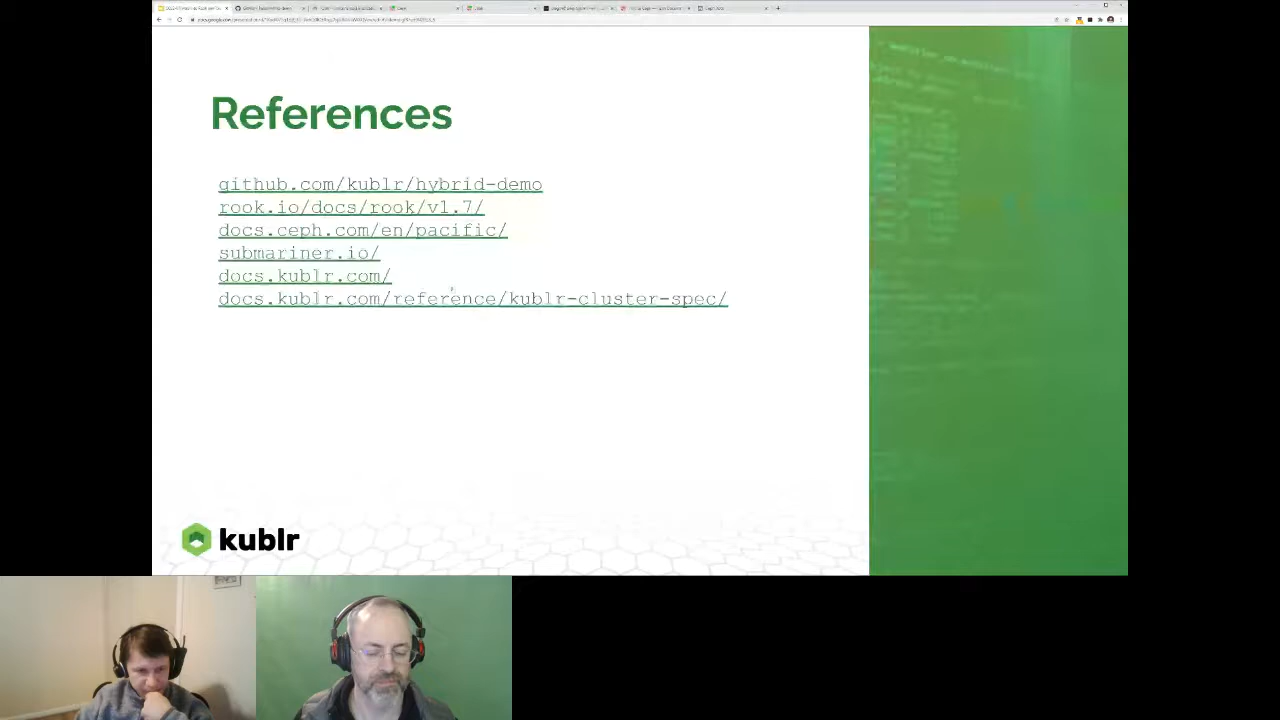 References
github.com/kublr/hybrid-demo
rook.io/docs/rook/v1.7/
docs.ceph.com/en/pacific/
submariner.io/
docs.kublr.com/
docs.kublr.com/reference/kublr-cluster-spec/
kublr